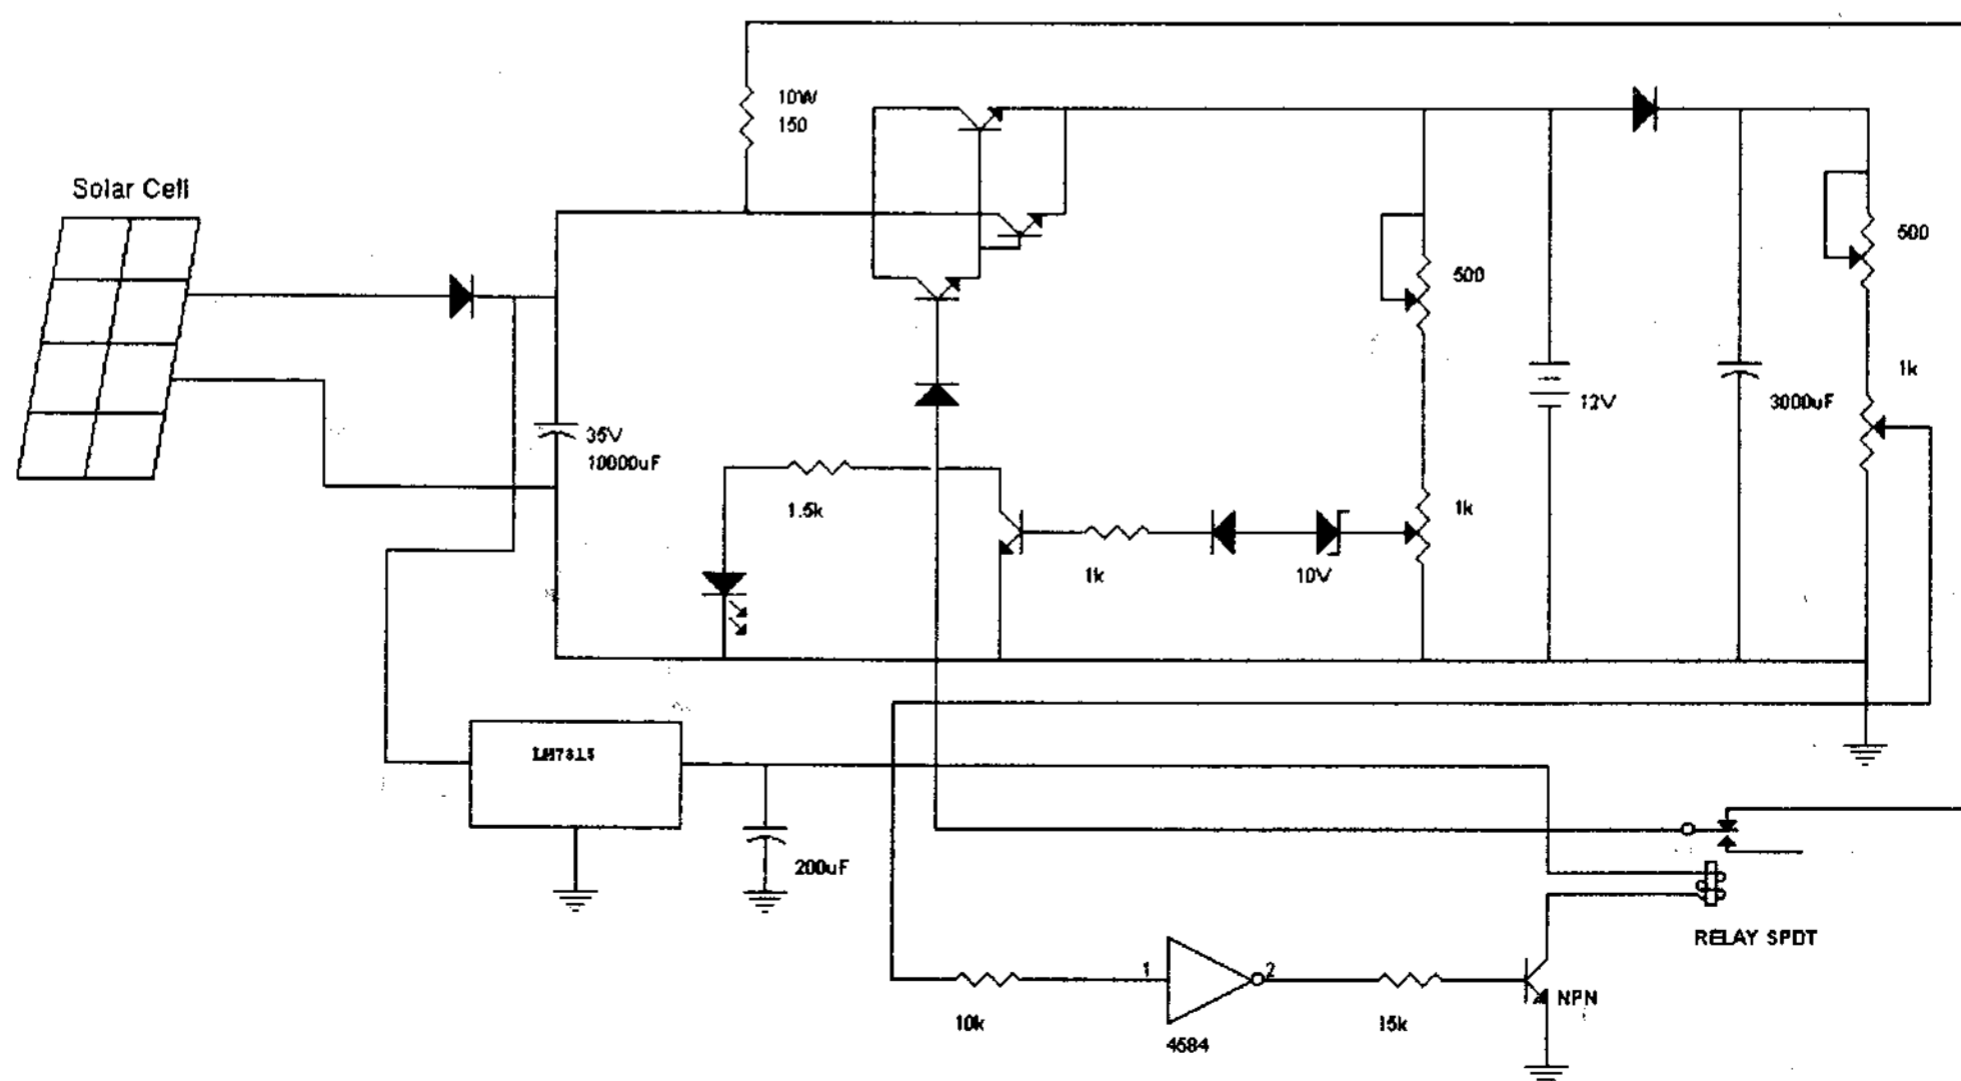 10W
150
Solar Cell
500
500
1k
12V
3000uF
35V
10000uF
1.5k
1k
1k
10V
LM7815
200uF
RELAY SPDT
1
2
NPN
10k
15k
4584